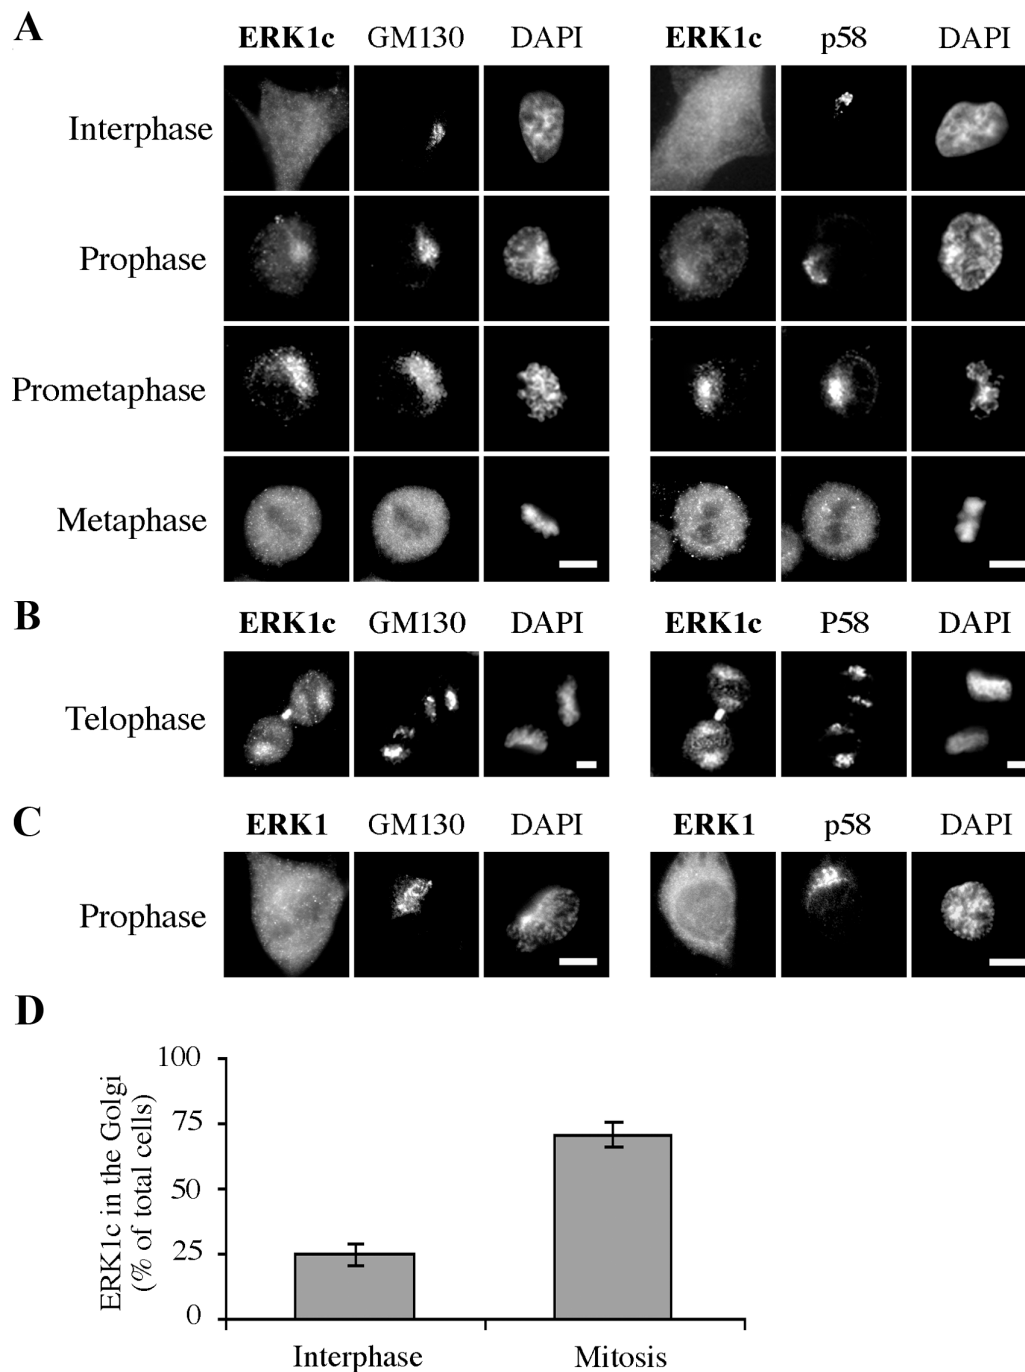 A
ERK1c GM130 DAPI ERK1c p58 DAPI
Interphase
Prophase
Prometaphase
Metaphase
B
ERK1c GM130 DAPI ERK1c P58 DAPI
Telophase
C
ERK1 GM130 DAPI ERK1 p58 DAPI
Prophase
D
ERK1c in the Golgi
(% of total cells)
100
75
50
25
0
Interphase Mitosis